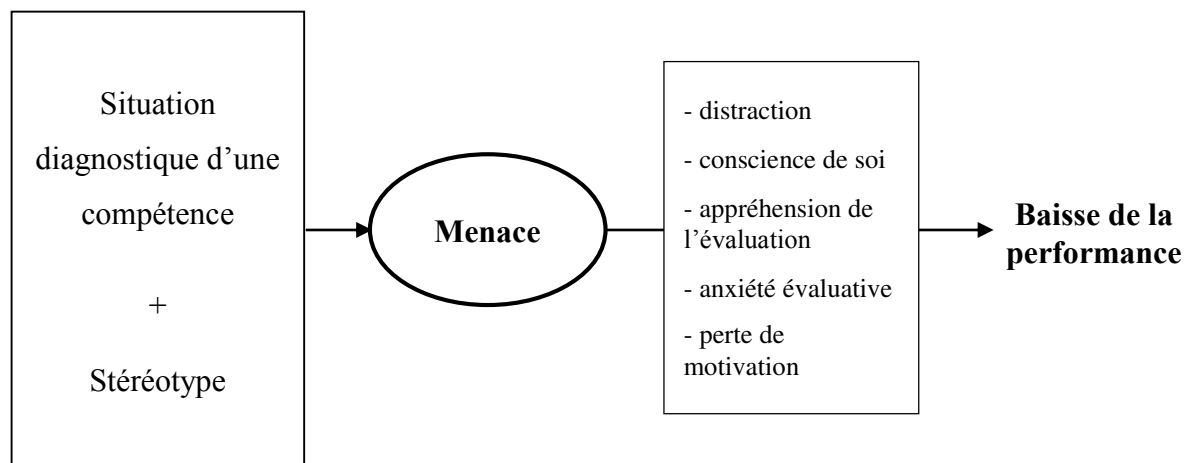 Situation
diagnostique d’une
compétence
+
Stéréotype
Menace
- distraction
- conscience de soi
- appréhension de
l’évaluation
- anxiété évaluative
- perte de
motivation
Baisse de la
performance